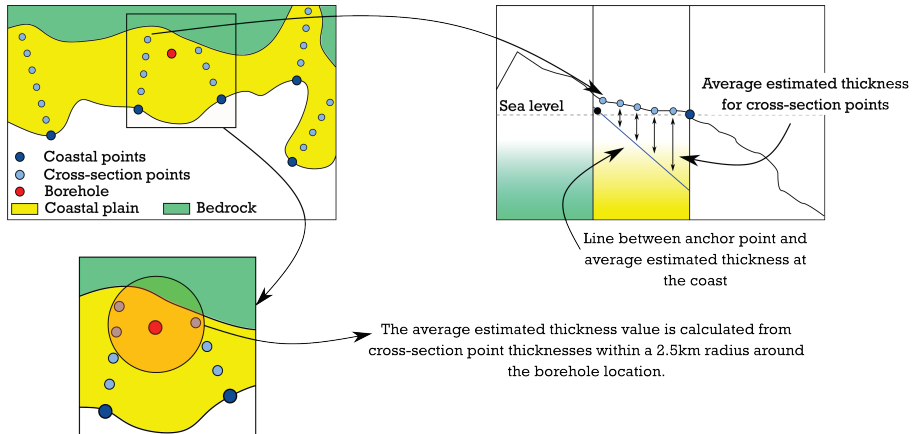 Coastal points
Cross-section points
Borehole
Coastal plain
Bedrock
Sea level
Average estimated thickness
for cross-section points
Line between anchor point and
average estimated thickness at
the coast
The average estimated thickness value is calculated from
cross-section point thicknesses within a 2.5km radius around
the borehole location.